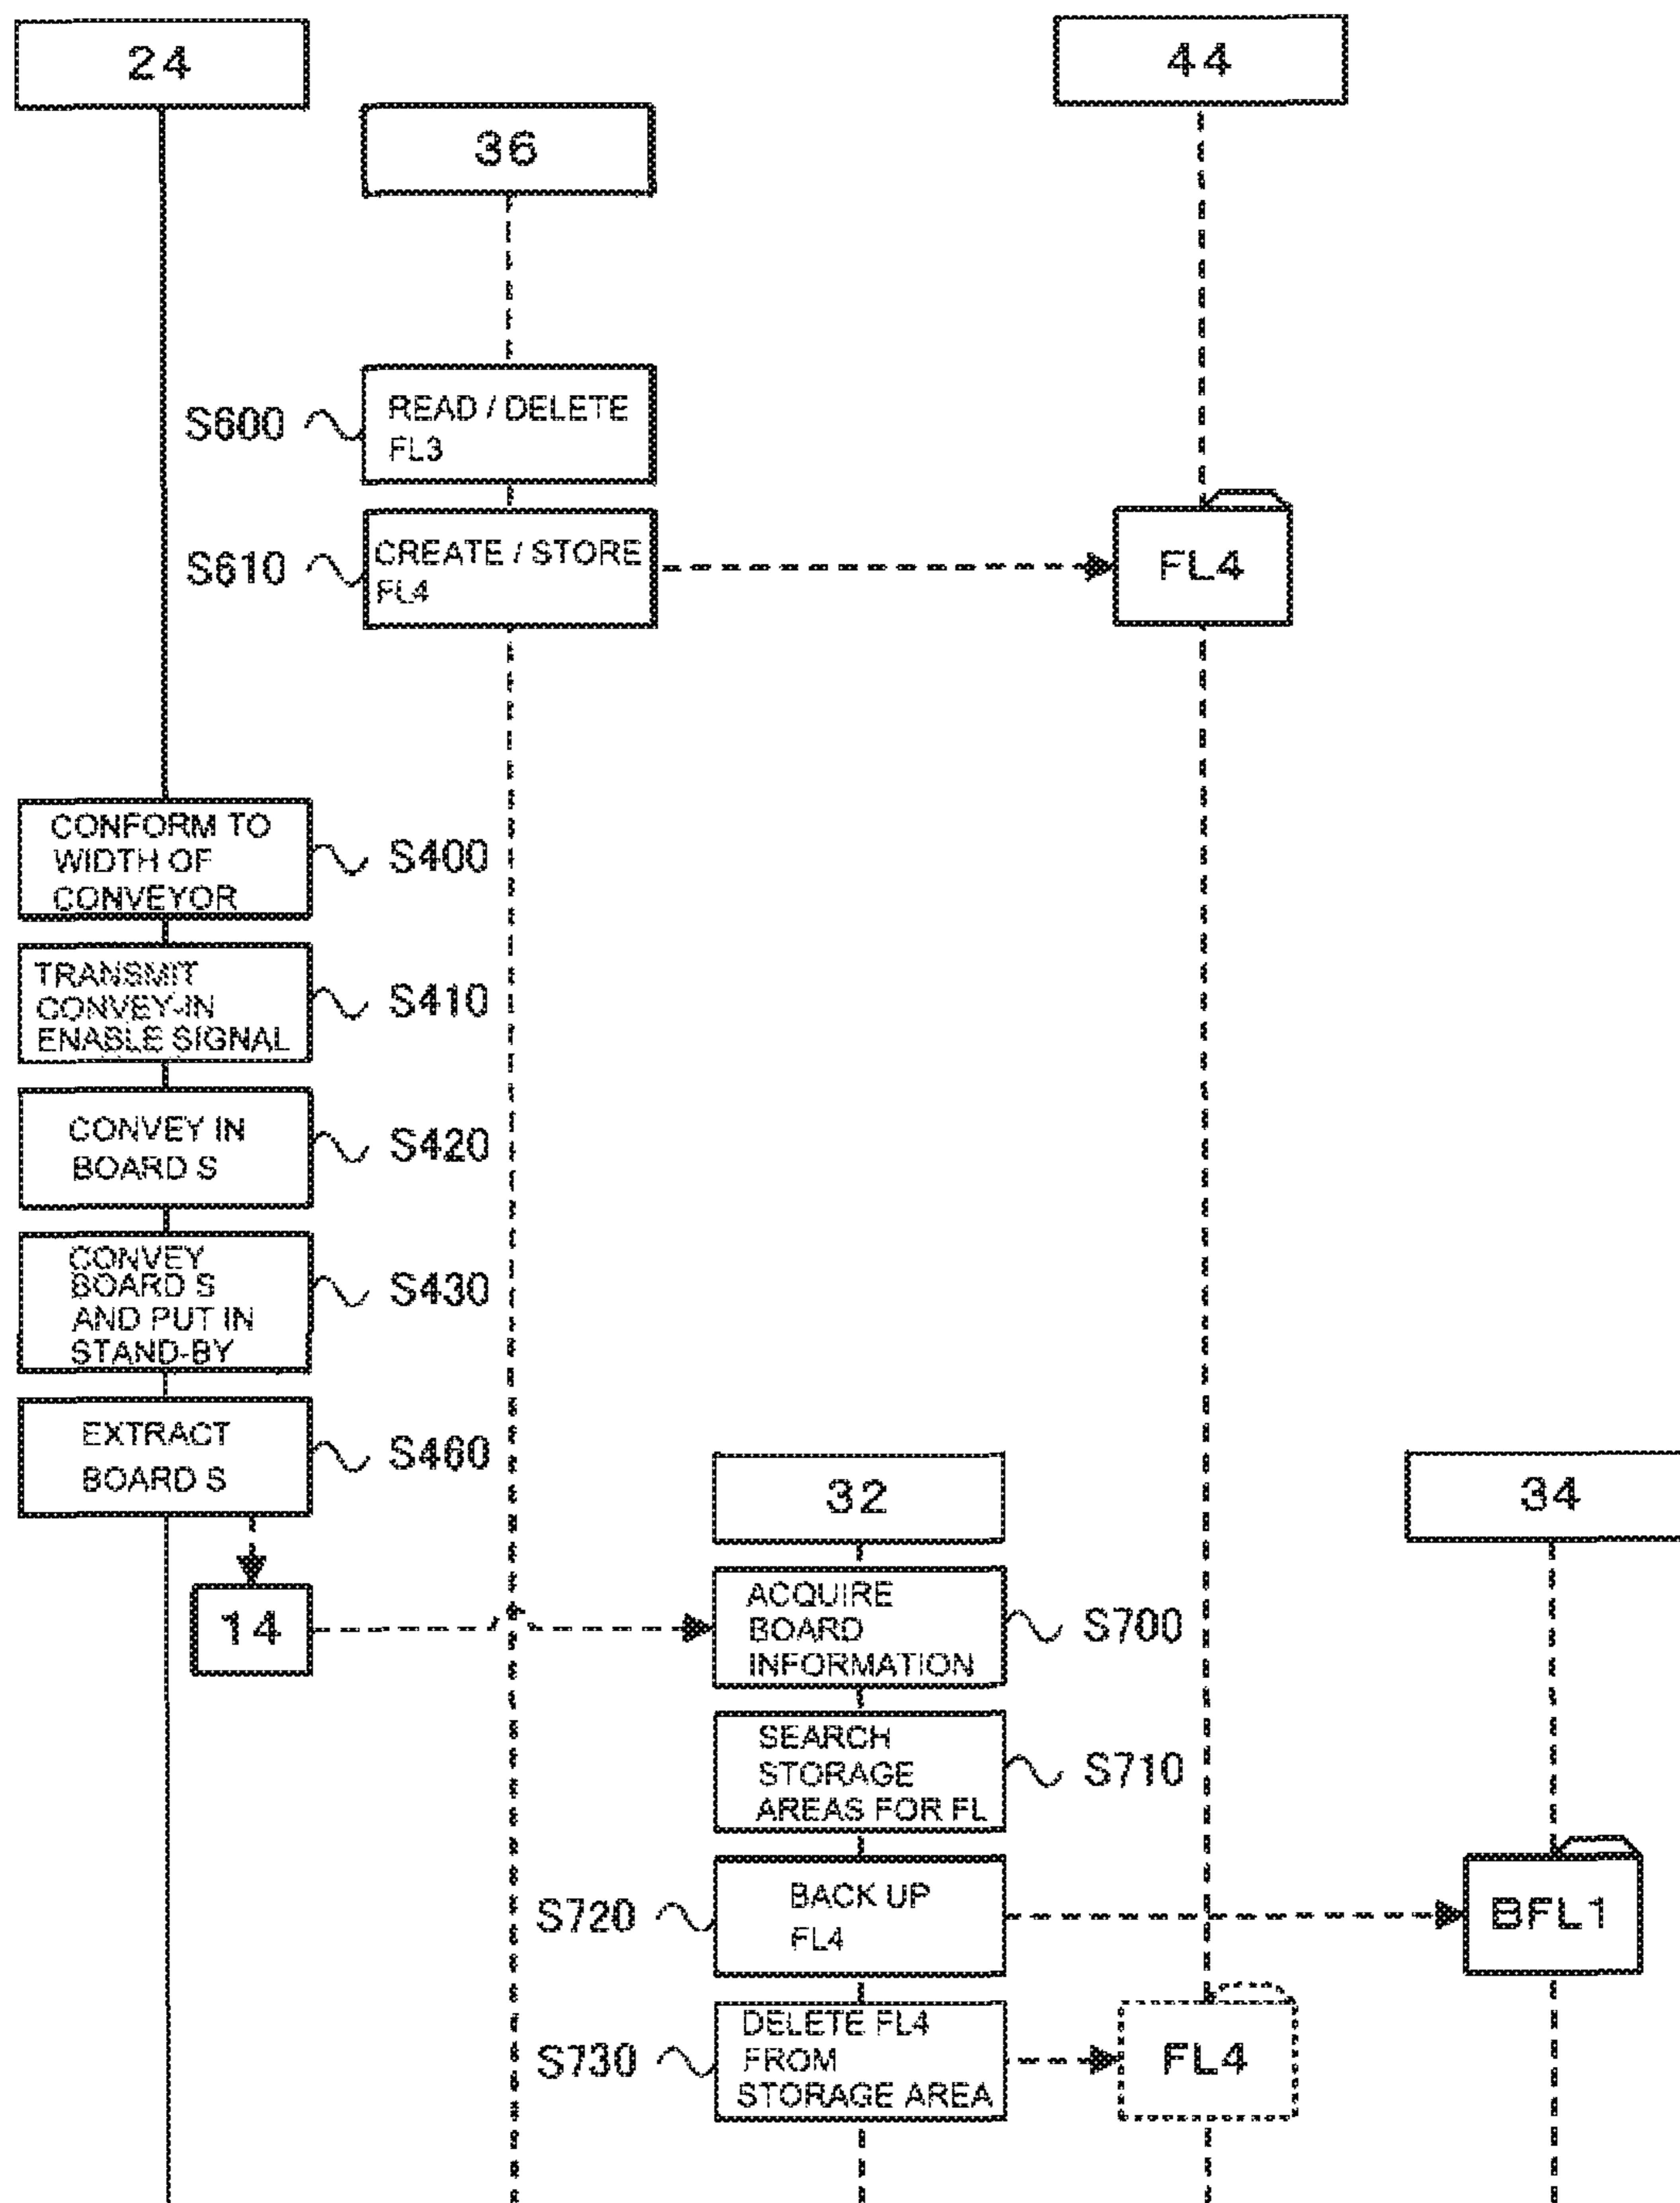 24
44
36
S600
READ / DELETE
FL3
S610
CREATE / STORE
FL4
FL4
CONFORM TO
WIDTH OF
CONVEYOR
S400
TRANSMIT
CONVEY-IN
ENABLE SIGNAL
S410
CONVEY IN
BOARD S
S420
CONVEY
BOARD S
AND PUT IN
STAND-BY
S430
EXTRACT
BOARD S
S460
32
34
14
ACQUIRE
BOARD
INFORMATION
S700
SEARCH
STORAGE
AREAS FOR FL
S710
S720
BACK UP
FL4
BFL1
S730
DELETE FL4
FROM
STORAGE AREA
FL4